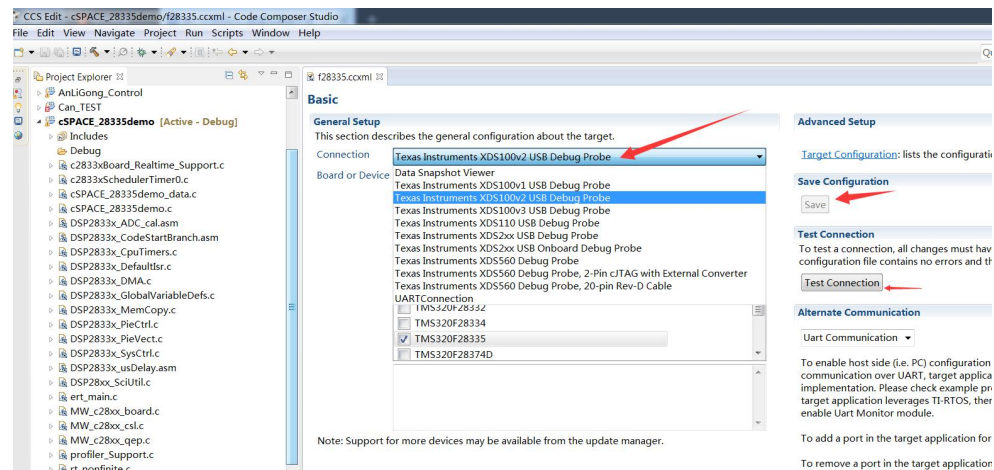 CCS Edit - cSPACE_28335demo/f28335.ccxml - Code Composer Studio
File Edit View Navigate Project Run Scripts Window Help
Project Explorer
AnLiGong_Control
Can_TEST
cSPACE_28335demo [Active - Debug]
Includes
Debug
c2833xBoard_Realtime_Support.c
c2833xSchedulerTimer0.c
cSPACE_28335demo_data.c
cSPACE_28335demo.c
DSP2833x_ADC_cal.asm
DSP2833x_CodeStartBranch.asm
DSP2833x_CpuTimers.c
DSP2833x_DefaultIsr.c
DSP2833x_DMA.c
DSP2833x_GlobalVariableDefs.c
DSP2833x_MemCopy.c
DSP2833x_PieCtrl.c
DSP2833x_PieVect.c
DSP2833x_SysCtrl.c
DSP2833x_usDelay.asm
DSP28xx_SciUtil.c
ert_main.c
MW_c28xx_board.c
MW_c28xx_csl.c
MW_c28xx_qep.c
profiler_Support.c
rt_nonfinite.c
f28335.ccxml
Basic
General Setup
This section describes the general configuration about the target.
Connection
Texas Instruments XDS100v2 USB Debug Probe
Board or Device
Data Snapshot Viewer
Texas Instruments XDS100v1 USB Debug Probe
Texas Instruments XDS100v2 USB Debug Probe
Texas Instruments XDS100v3 USB Debug Probe
Texas Instruments XDS110 USB Debug Probe
Texas Instruments XDS2xx USB Debug Probe
Texas Instruments XDS2xx USB Onboard Debug Probe
Texas Instruments XDS560 Debug Probe
Texas Instruments XDS560 Debug Probe, 2-Pin cJTAG with External Converter
Texas Instruments XDS560 Debug Probe, 20-pin Rev-D Cable
UARTConnection
TMS320F28332
TMS320F28334
TMS320F28335
TMS320F28374D
Note: Support for more devices may be available from the update manager.
Advanced Setup
Target Configuration: lists the configurati
Save Configuration
Save
Test Connection
To test a connection, all changes must hav
configuration file contains no errors and th
Test Connection
Alternate Communication
Uart Communication
To enable host side (i.e. PC) configuration
communication over UART, target applica
implementation. Please check example pr
target application leverages TI-RTOS, ther
enable Uart Monitor module.
To add a port in the target application for
To remove a port in the target application